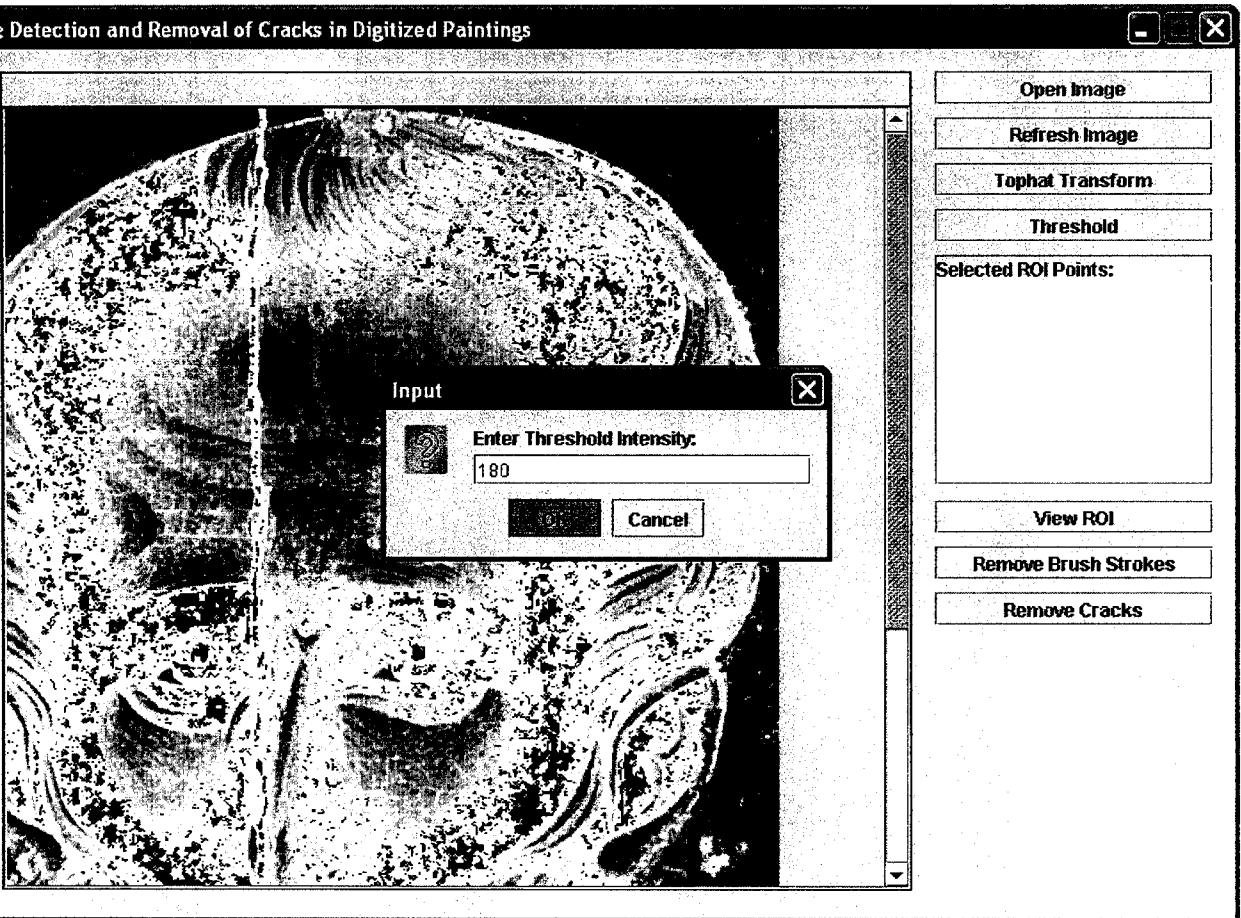 Detection and Removal of Cracks in Digitized Paintings
Open Image
Refresh Image
Tophat Transform
Threshold
Selected ROI Points:
Input
Enter Threshold Intensity:
180
Cancel
View ROI
Remove Brush Strokes
Remove Cracks